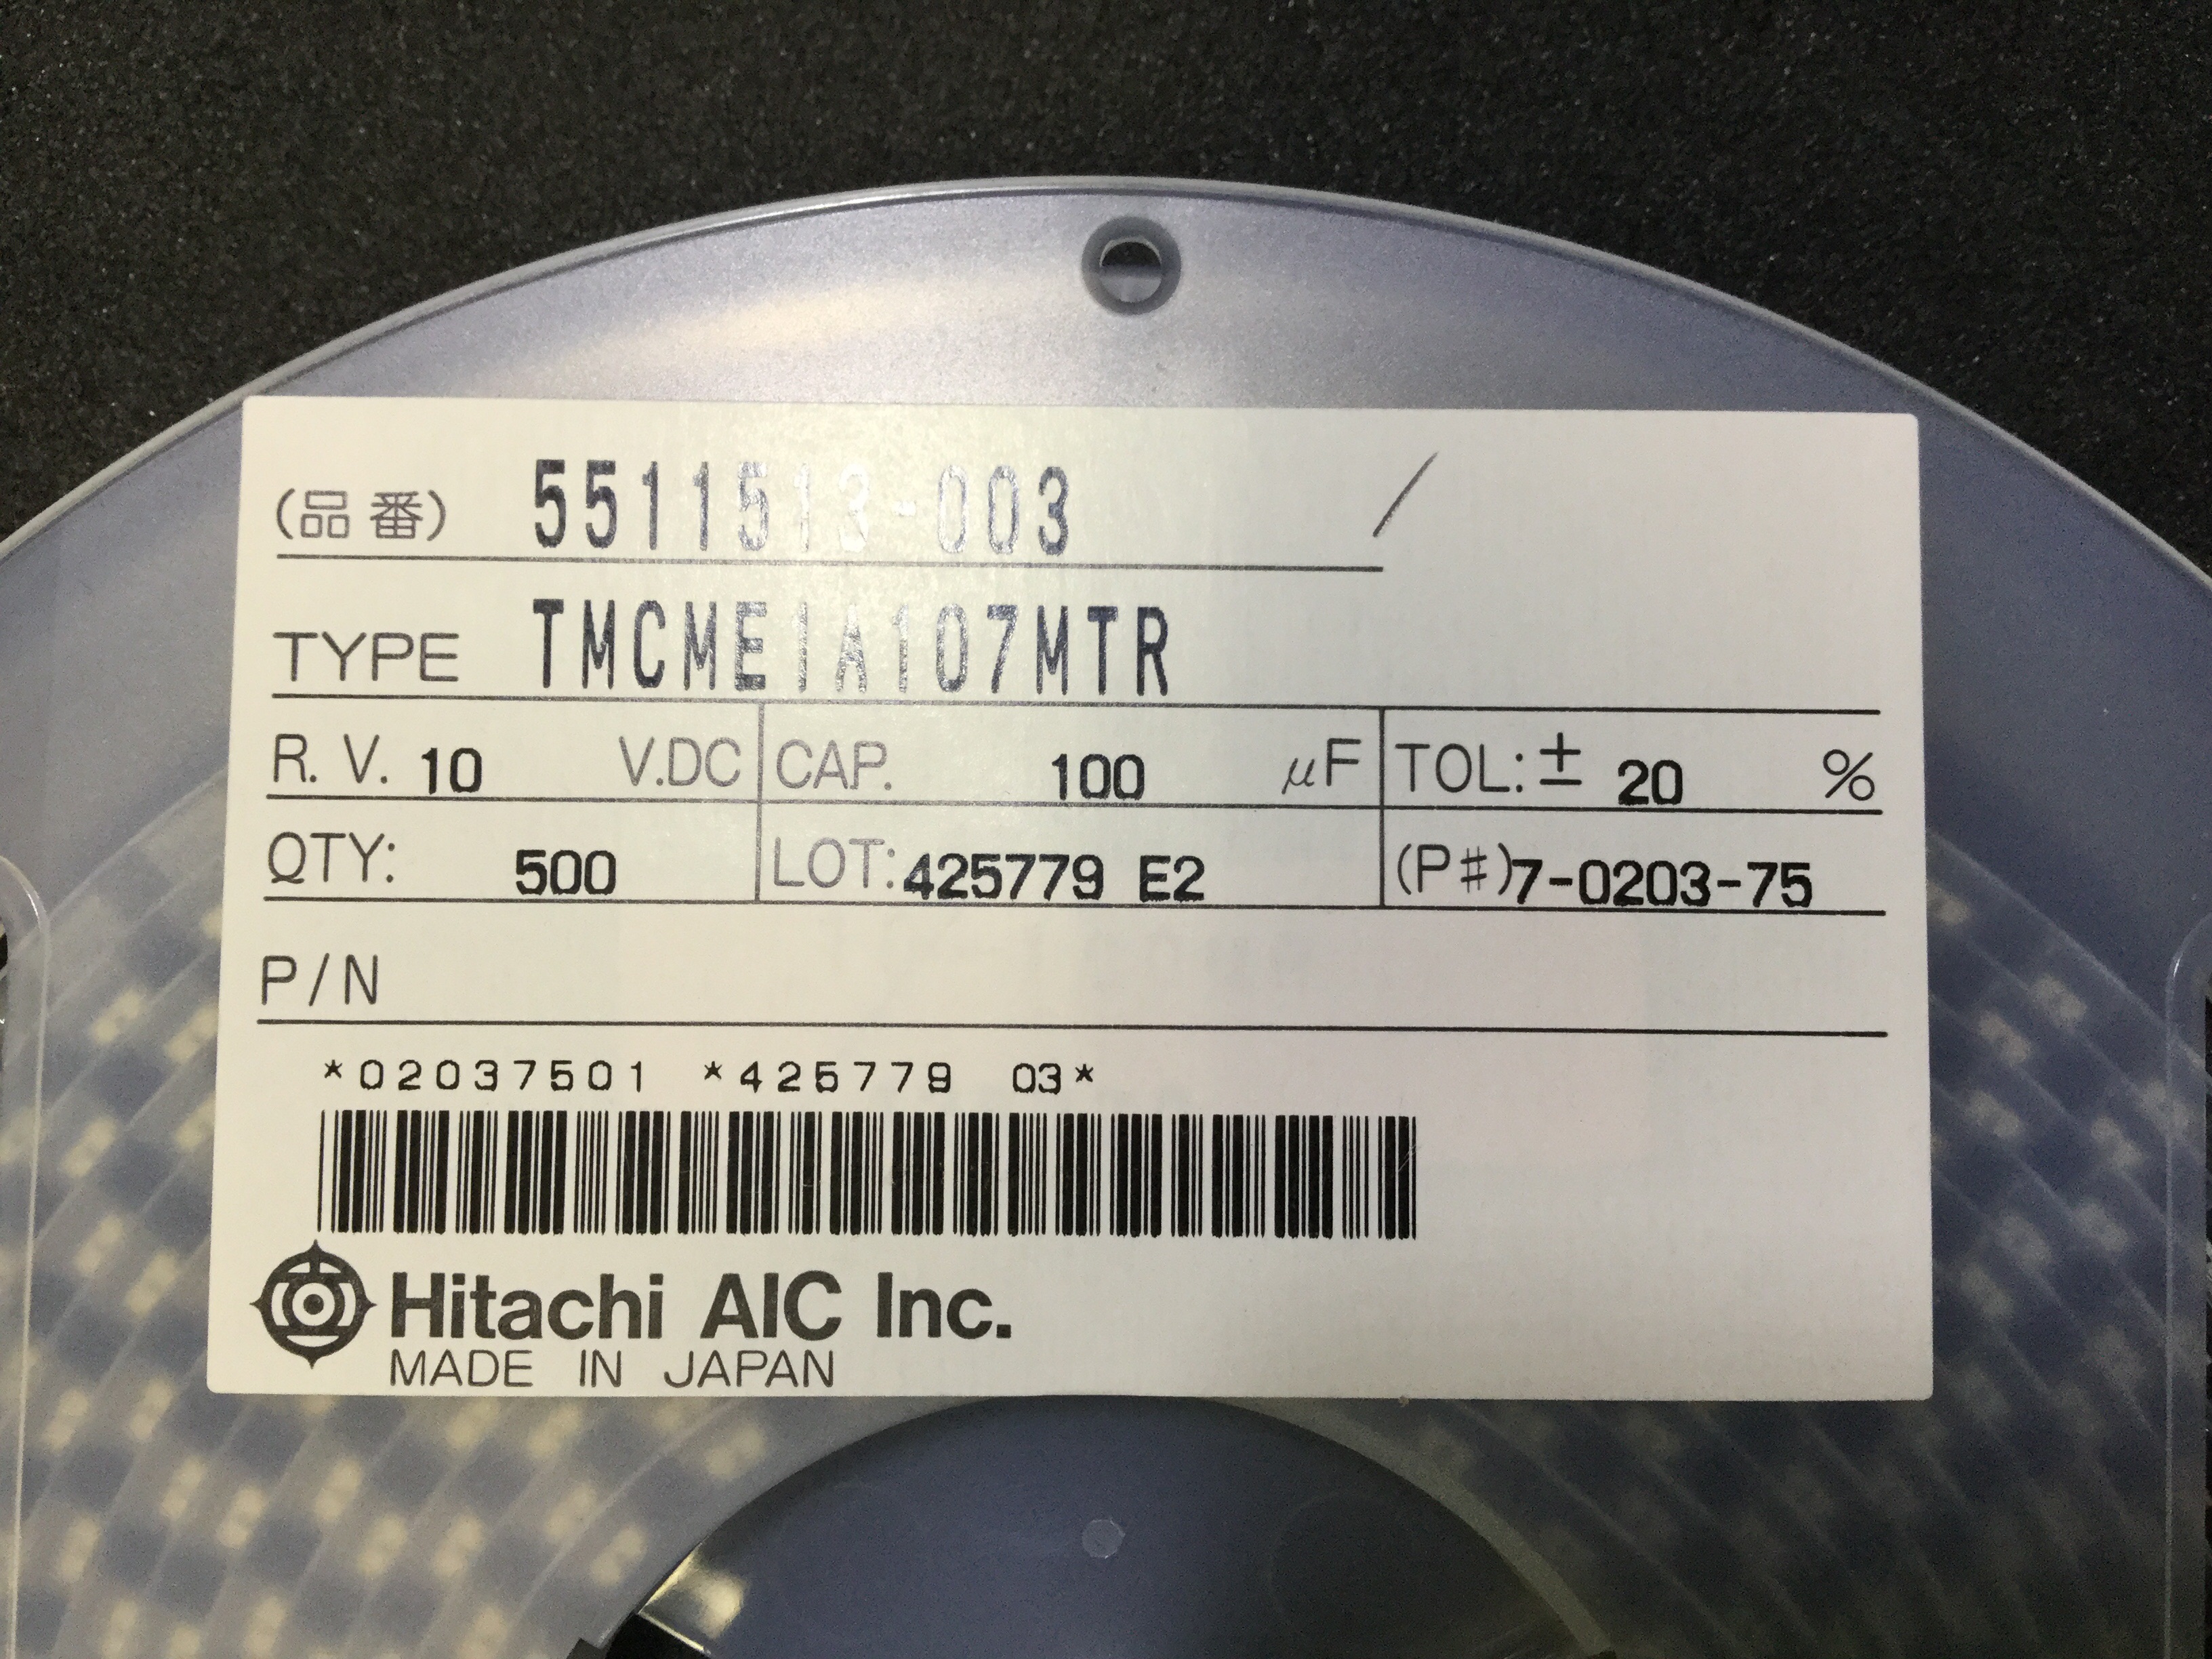 (品番) 5511513-003 /
TYPE TMCME1A107MTR
R. V. 10 V.DC CAP. 100 μF TOL: ± 20 %
QTY: 500 LOT: 425779 E2 (P#) 7-0203-75
P/N
*02037501 *425779 03*
Hitachi AIC Inc.
MADE IN JAPAN